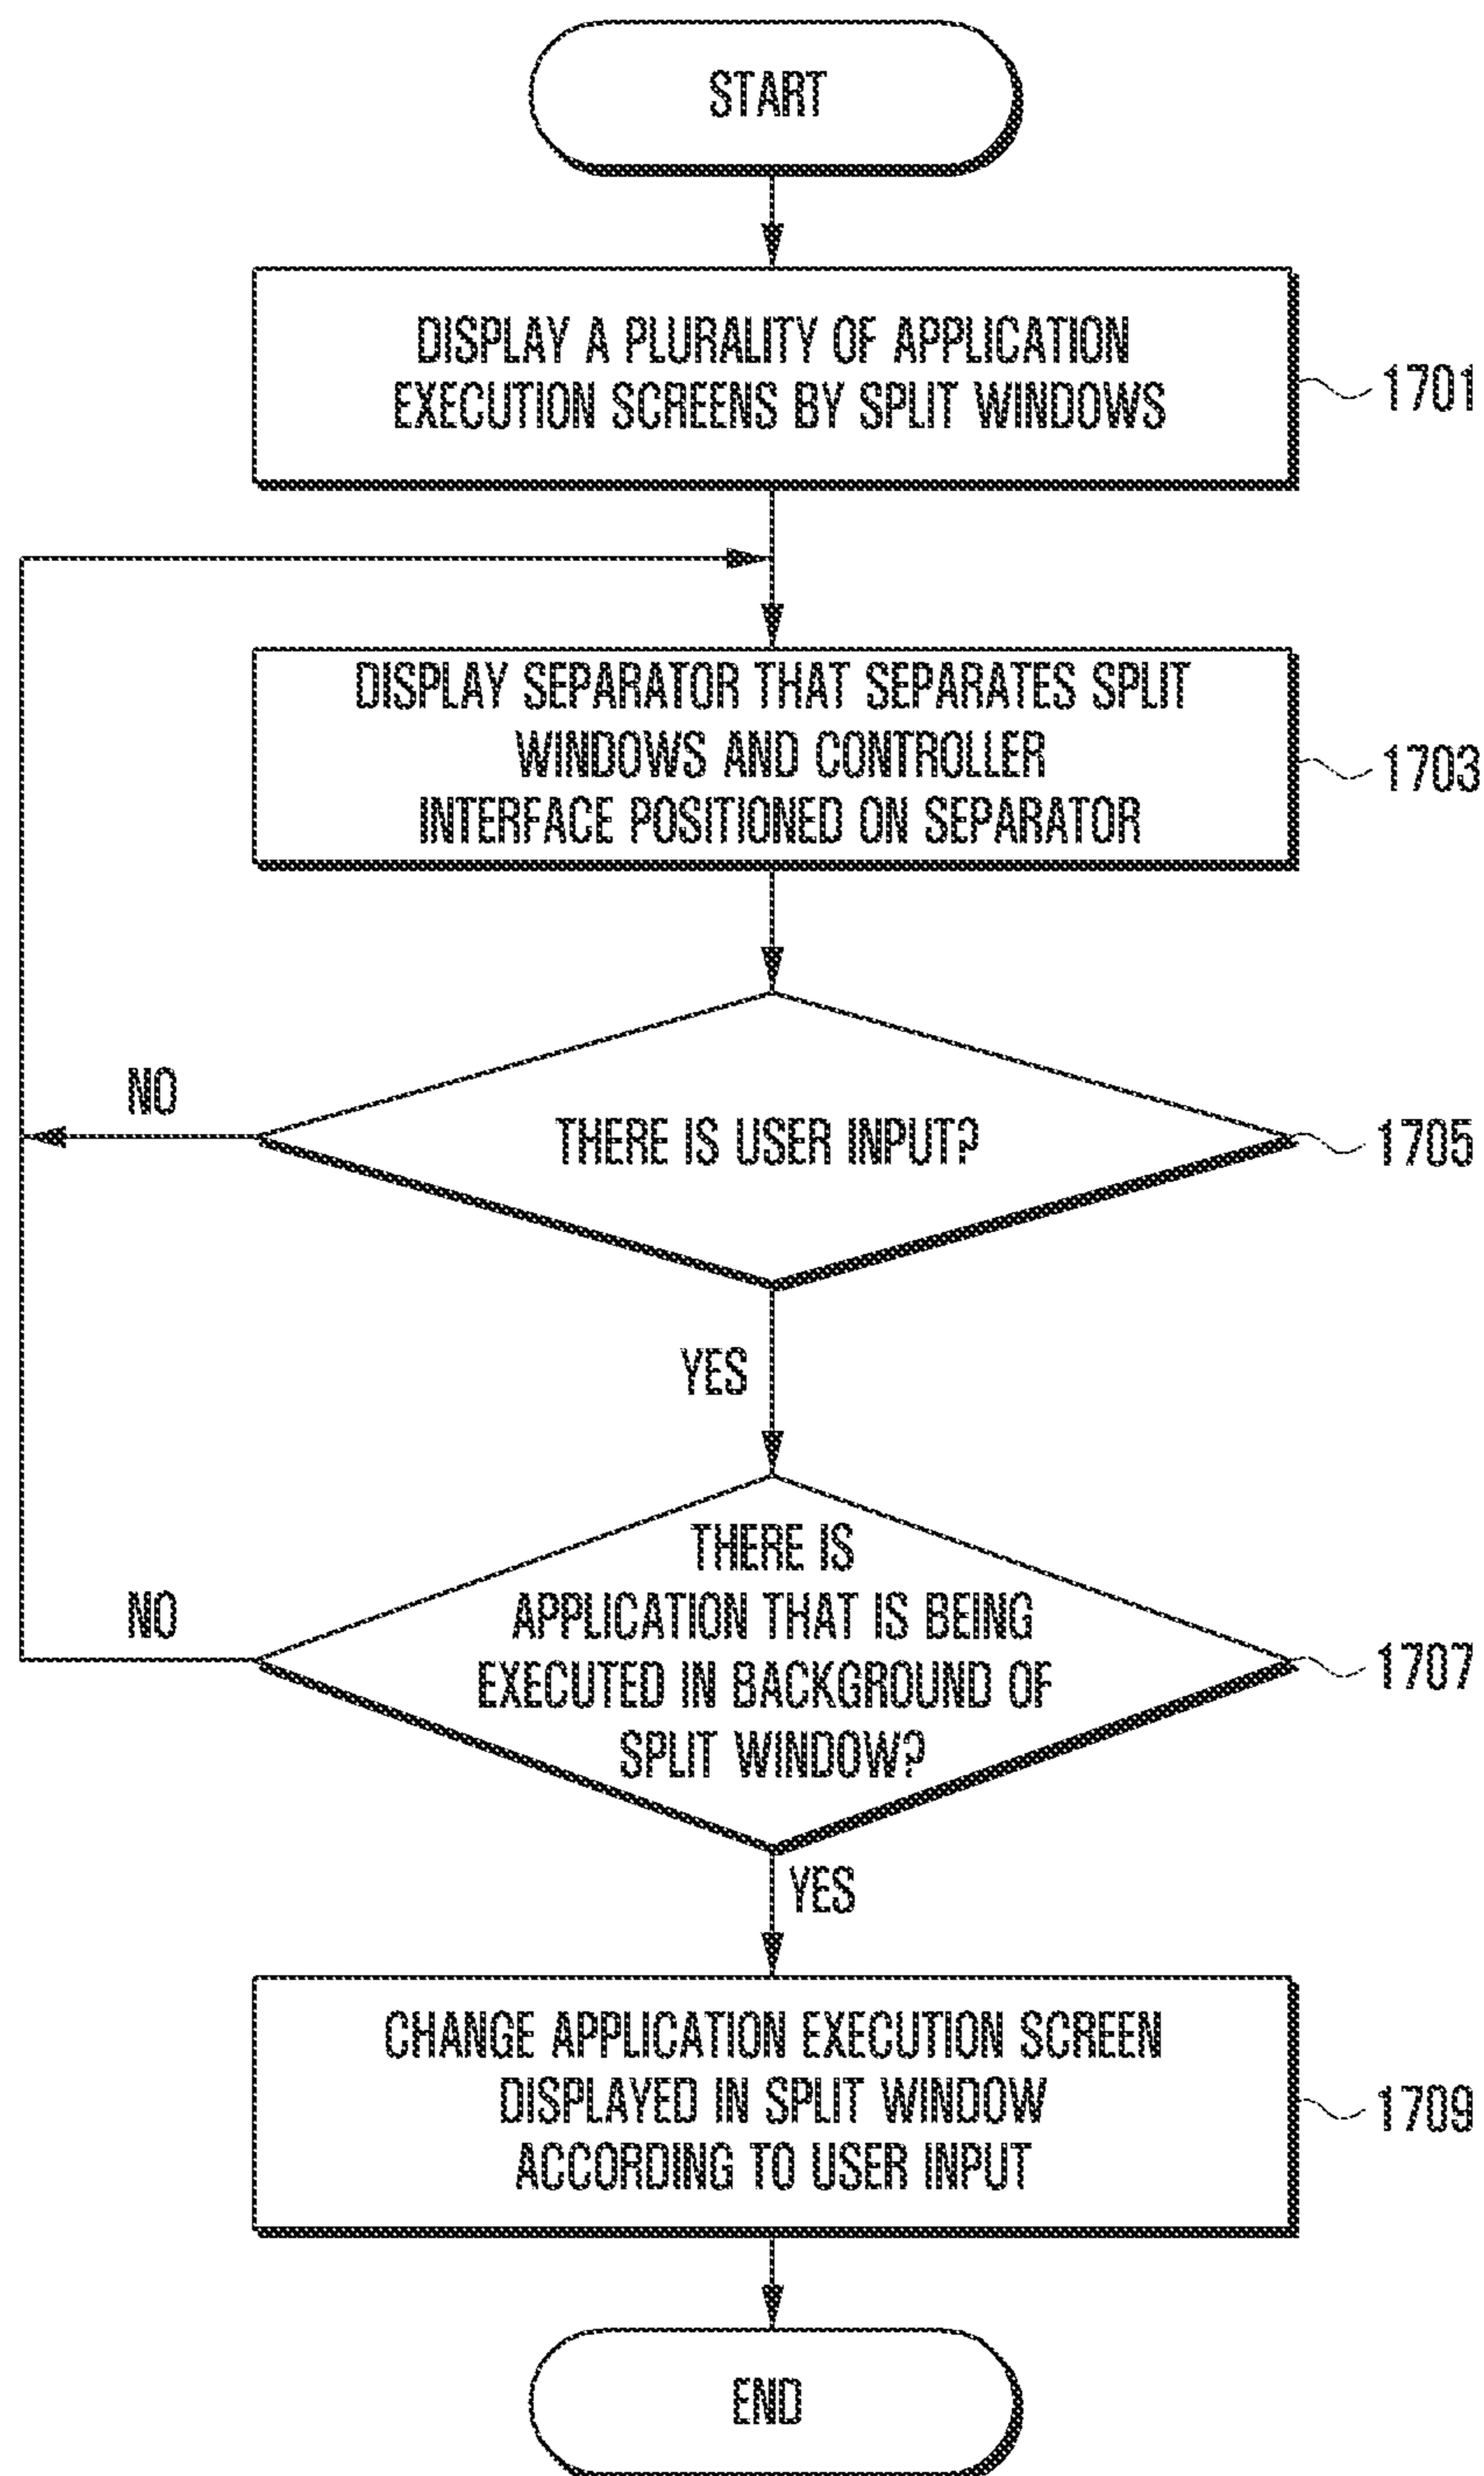 START
DISPLAY A PLURALITY OF APPLICATION
EXECUTION SCREENS BY SPLIT WINDOWS
1701
DISPLAY SEPARATOR THAT SEPARATES SPLIT
WINDOWS AND CONTROLLER
INTERFACE POSITIONED ON SEPARATOR
1703
NO
THERE IS USER INPUT?
1705
YES
THERE IS
APPLICATION THAT IS BEING
EXECUTED IN BACKGROUND OF
SPLIT WINDOW?
NO
1707
YES
CHANGE APPLICATION EXECUTION SCREEN
DISPLAYED IN SPLIT WINDOW
ACCORDING TO USER INPUT
1709
END